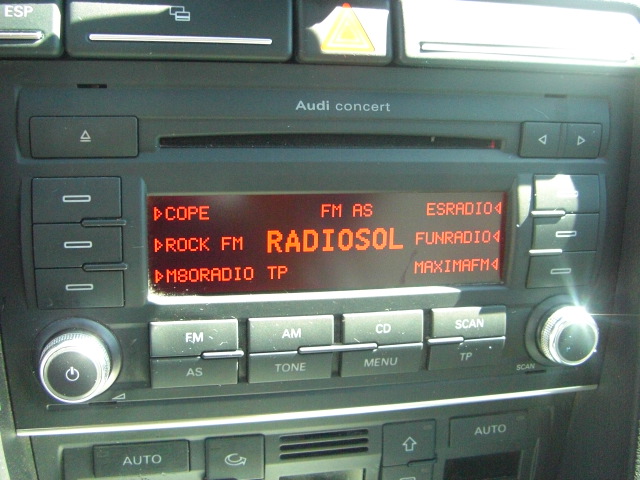 ESP
Audi concert
COPE FM AS ESRADIO
ROCK FM RADIOSOL FUNRADIO
M80RADIO TP MAXIMAFM
FM AM CD SCAN
AS TONE MENU TP
SCAN
AUTO AUTO